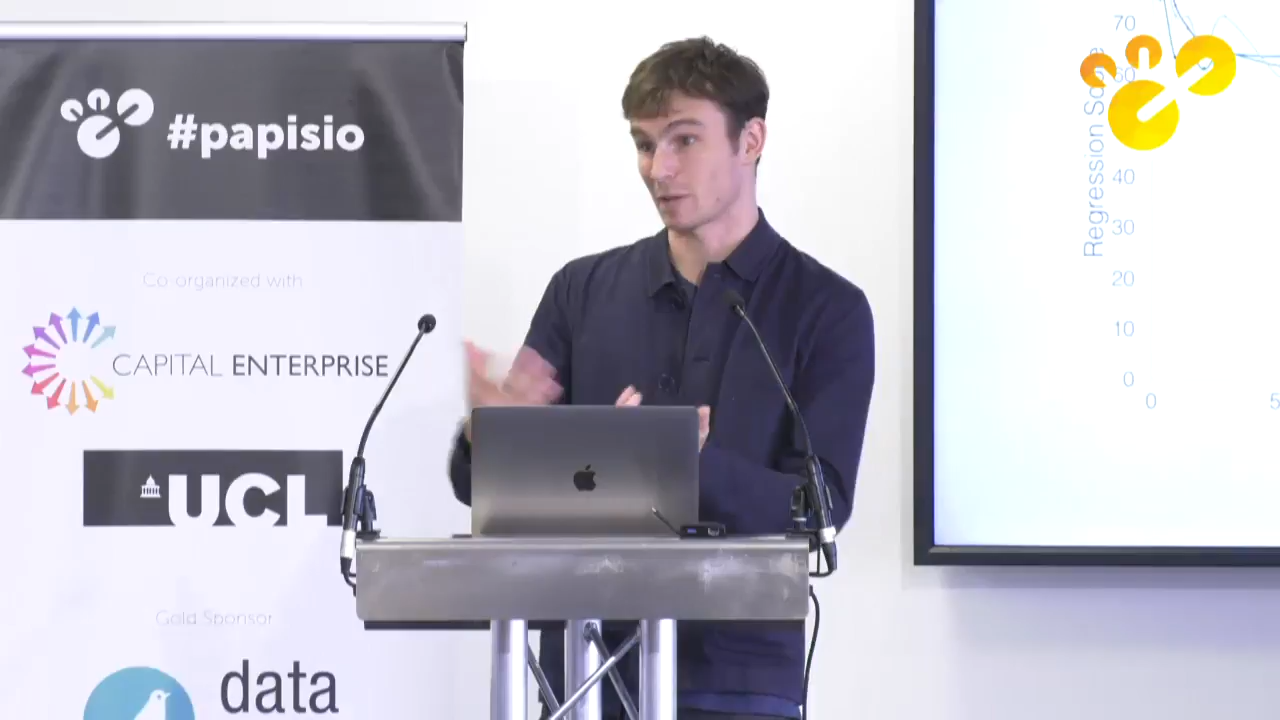 #papisio
Co-organized with
CAPITAL ENTERPRISE
UCL
Gold Sponsor
data
70
60
40
30
20
10
0
0
5
Regression